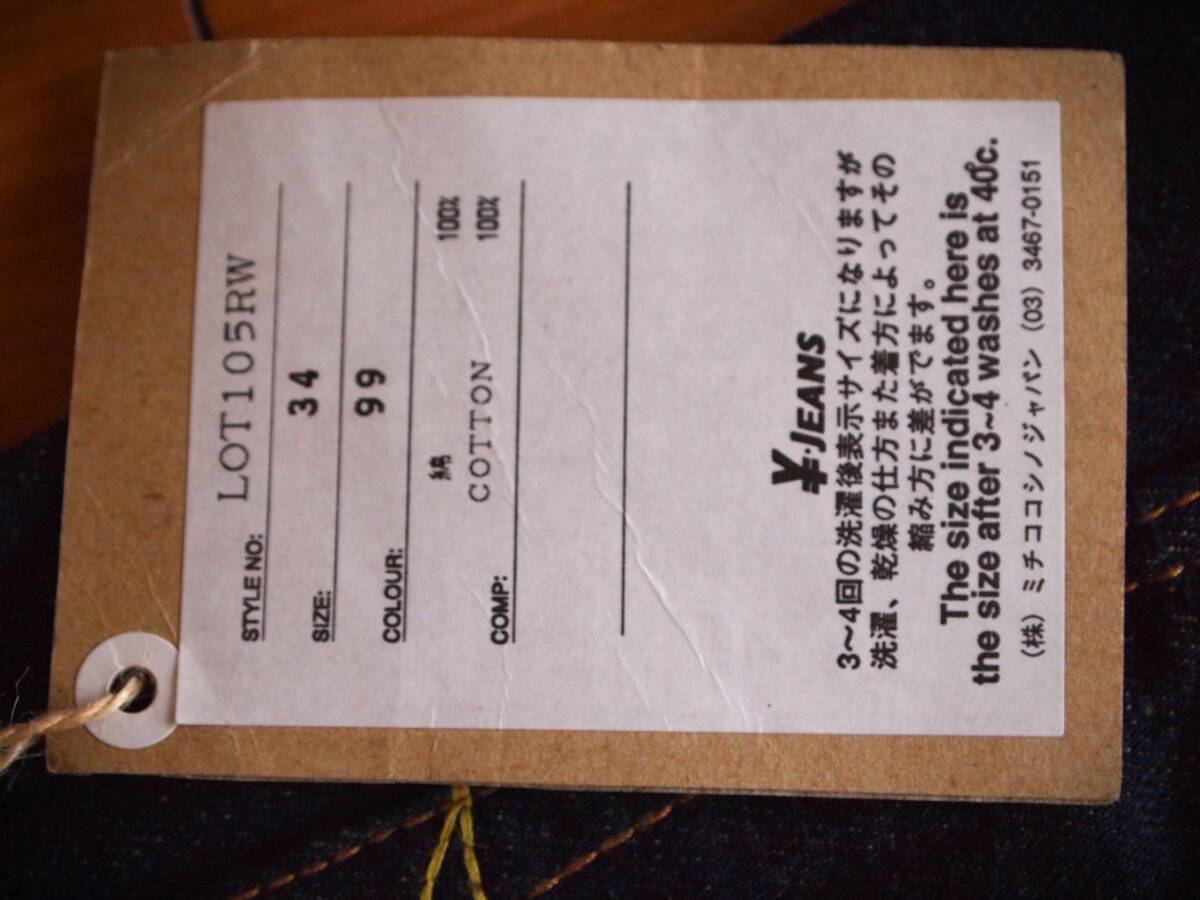 STYLE NO: LOT105RW
SIZE: 34
COLOUR: 99
綿 100%
COTTON 100%
COMP:
¥·JEANS
3〜4回の洗濯後表示サイズになりますが
洗濯、乾燥の仕方また着方によってその
縮み方に差がでます。
The size indicated here is
the size after 3~4 washes at 40c.
(株) ミチココシノジャパン (03) 3467-0151